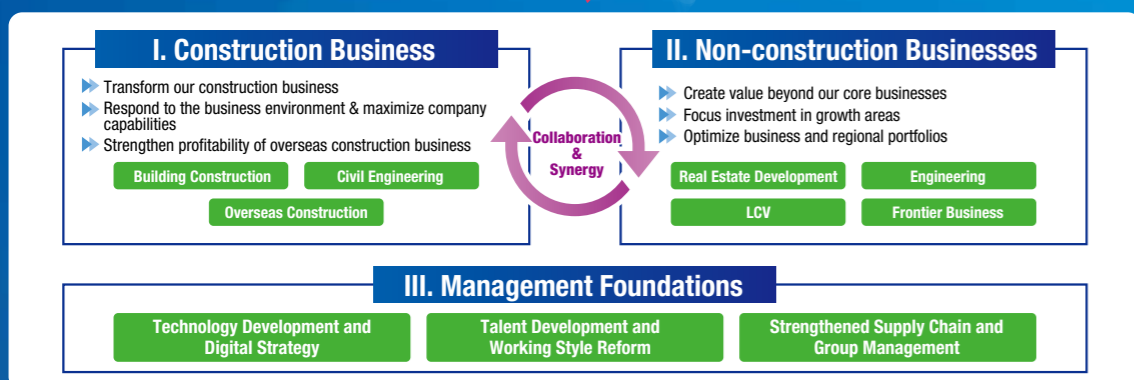 I. Construction Business
Transform our construction business
Respond to the business environment & maximize company
capabilities
Strengthen profitability of overseas construction business
Building Construction
Civil Engineering
Overseas Construction
Collaboration
&
Synergy
II. Non-construction Businesses
Create value beyond our core businesses
Focus investment in growth areas
Optimize business and regional portfolios
Real Estate Development
Engineering
LCV
Frontier Business
III. Management Foundations
Technology Development and
Digital Strategy
Talent Development and
Working Style Reform
Strengthened Supply Chain and
Group Management